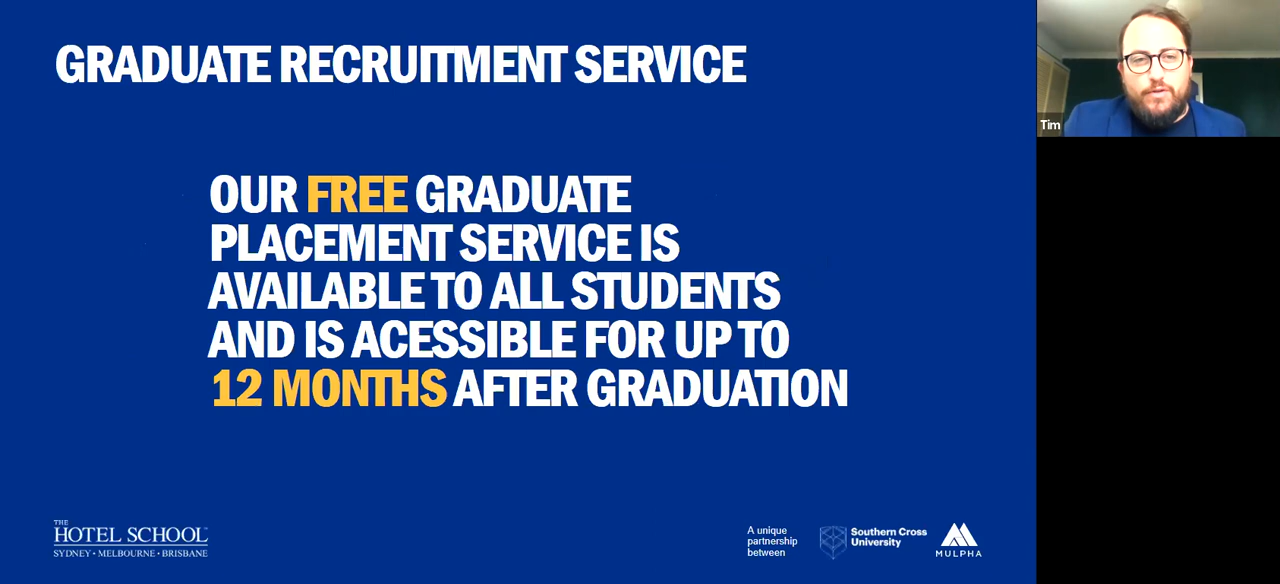 GRADUATE RECRUITMENT SERVICE
Tim
OUR FREE GRADUATE
PLACEMENT SERVICE IS
AVAILABLE TO ALL STUDENTS
AND IS ACESSIBLE FOR UP TO
12 MONTHS AFTER GRADUATION
THE
HOTEL SCHOOL
SYDNEY • MELBOURNE • BRISBANE
A unique
partnership
between
Southern Cross
University
MULPHA